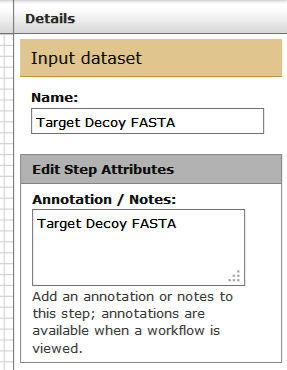 Details
Input dataset
Name:
Target Decoy FASTA
Edit Step Attributes
Annotation / Notes:
Target Decoy FASTA
Add an annotation or notes to
this step; annotations are
available when a workflow is
viewed.